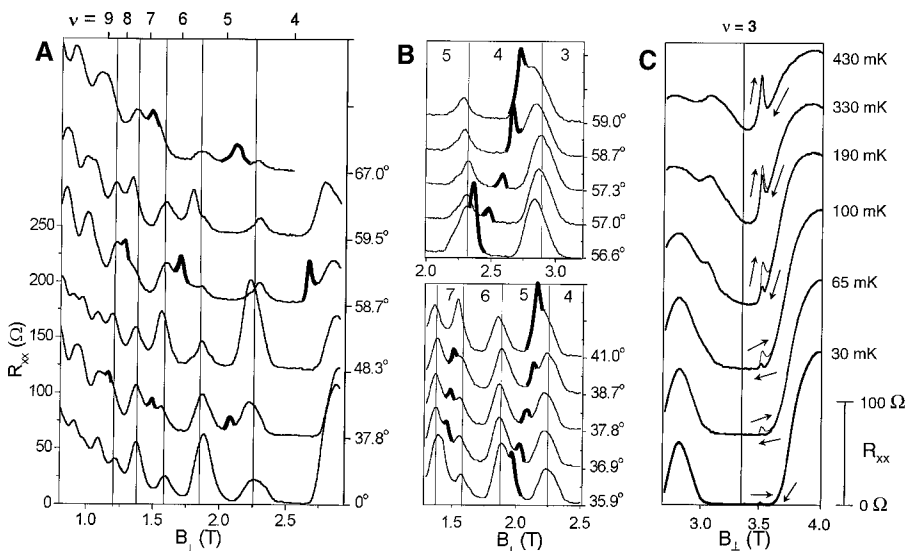 ν = 9 8 7 6 5 4
A
67.0°
59.5°
58.7°
48.3°
37.8°
0°
250
200
150
100
50
0
R_xx (Ω)
1.0 1.5 2.0 2.5
B_⊥ (T)
B
5 4 3
59.0°
58.7°
57.3°
57.0°
56.6°
2.0 2.5 3.0
7 6 5 4
41.0°
38.7°
37.8°
36.9°
35.9°
1.5 2.0 2.5
B_⊥ (T)
ν = 3
C
430 mK
330 mK
190 mK
100 mK
65 mK
30 mK
100 Ω
R_xx
0 Ω
3.0 3.5 4.0
B_⊥ (T)